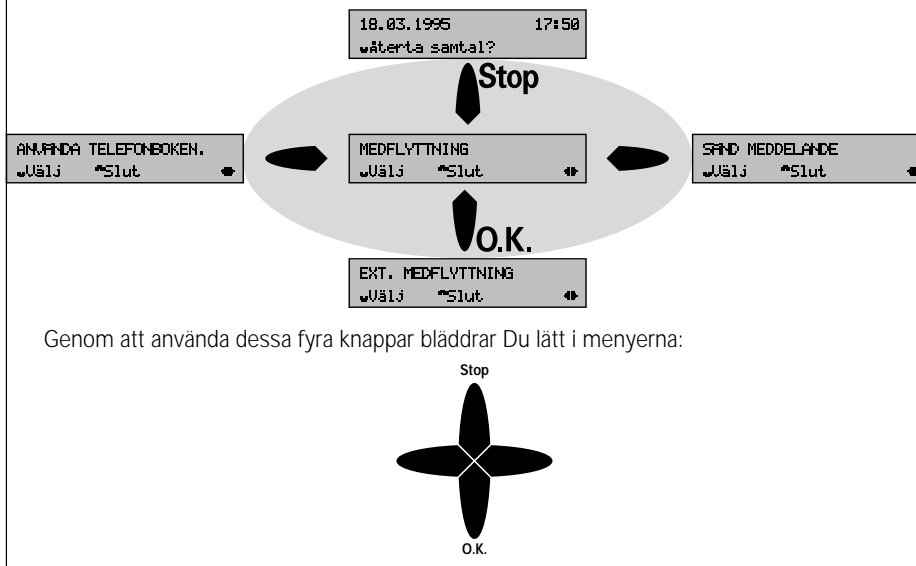 18.03.1995 17:50
Återta samtal?
Stop
ANVÄNDA TELEFONBOKEN.
Välj Slut
MEDFLYTTNING
Välj Slut
SÄND MEDDELANDE
Välj Slut
O.K.
EXT. MEDFLYTTNING
Välj Slut
Genom att använda dessa fyra knappar bläddrar Du lätt i menyerna:
Stop
O.K.